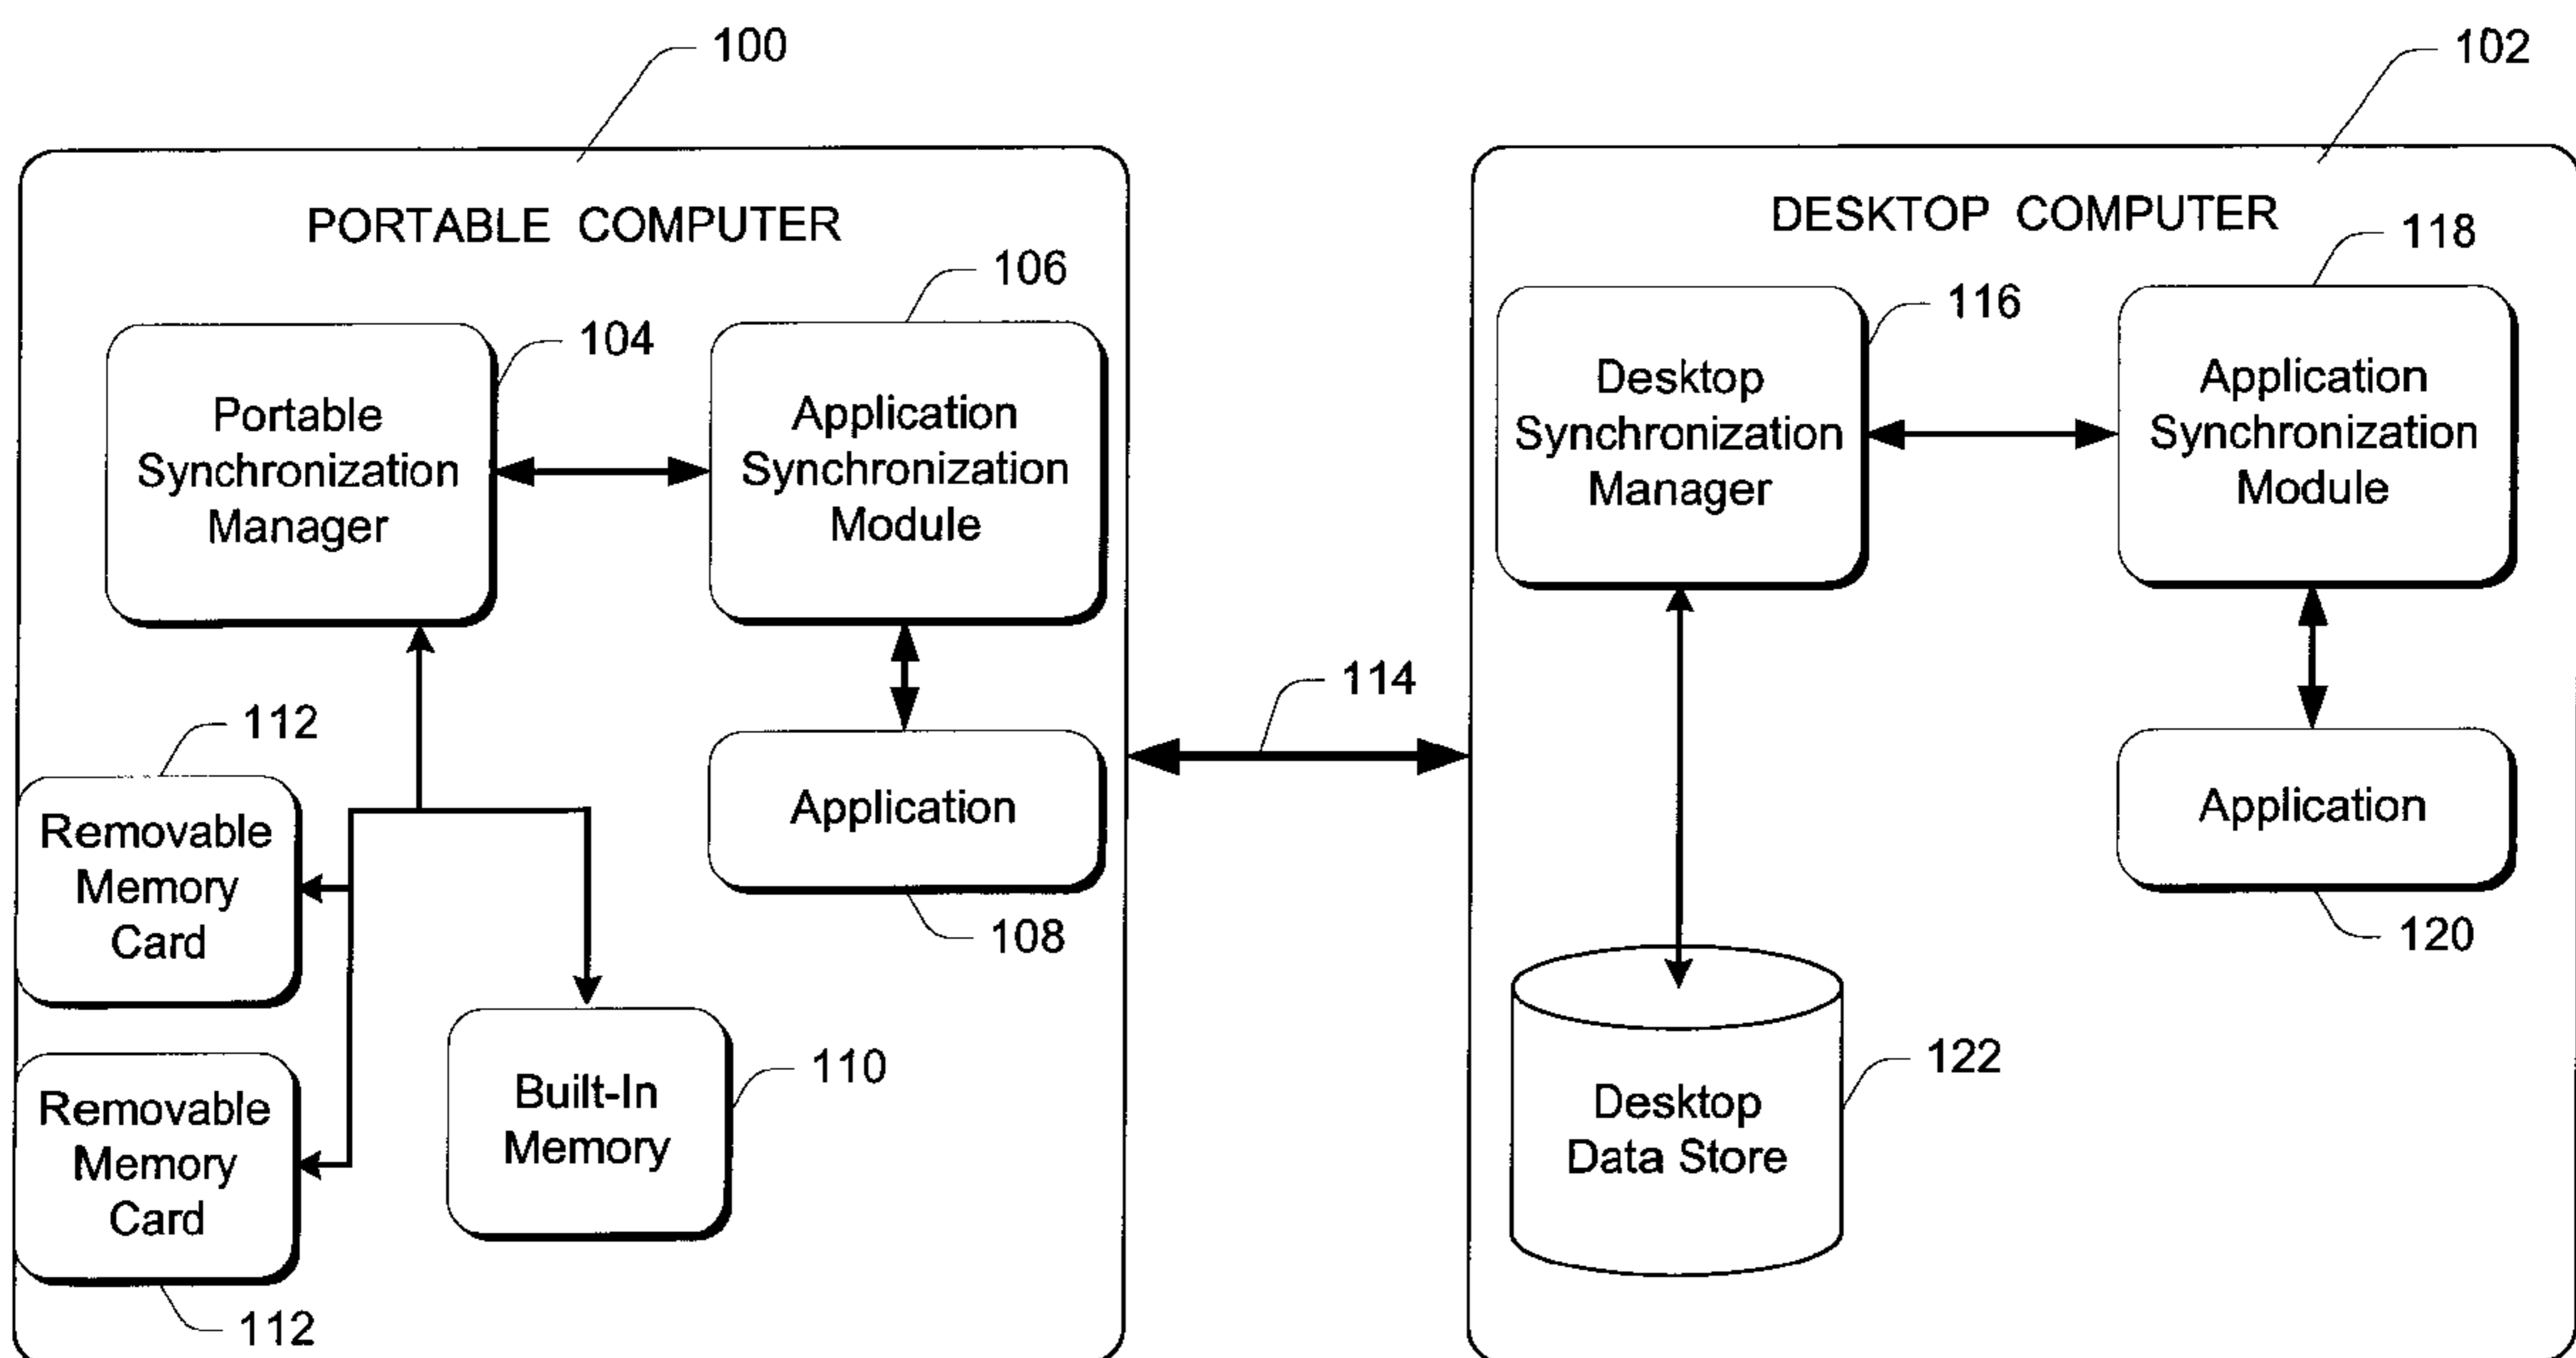 100
102
PORTABLE COMPUTER
DESKTOP COMPUTER
106
118
104
116
Portable
Synchronization
Manager
Application
Synchronization
Module
Desktop
Synchronization
Manager
Application
Synchronization
Module
112
114
Removable
Memory
Card
Application
Application
108
120
Removable
Memory
Card
112
Built-In
Memory
110
Desktop
Data Store
122